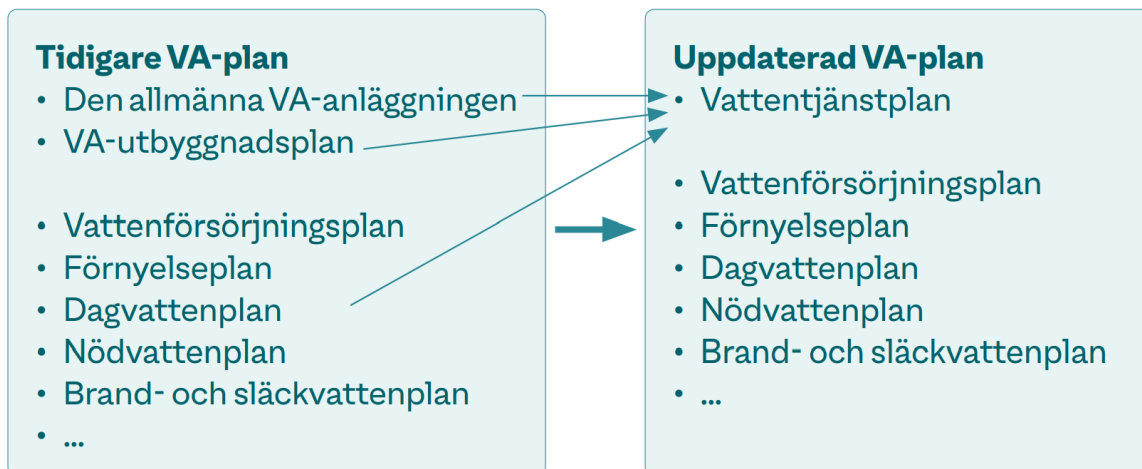 Tidigare VA-plan
• Den allmänna VA-anläggningen
• VA-utbyggnadsplan
• Vattenförsörjningsplan
• Förnyelseplan
• Dagvattenplan
• Nödvattenplan
• Brand- och släckvattenplan
• ...
Uppdaterad VA-plan
• Vattentjänstplan
• Vattenförsörjningsplan
• Förnyelseplan
• Dagvattenplan
• Nödvattenplan
• Brand- och släckvattenplan
• ...